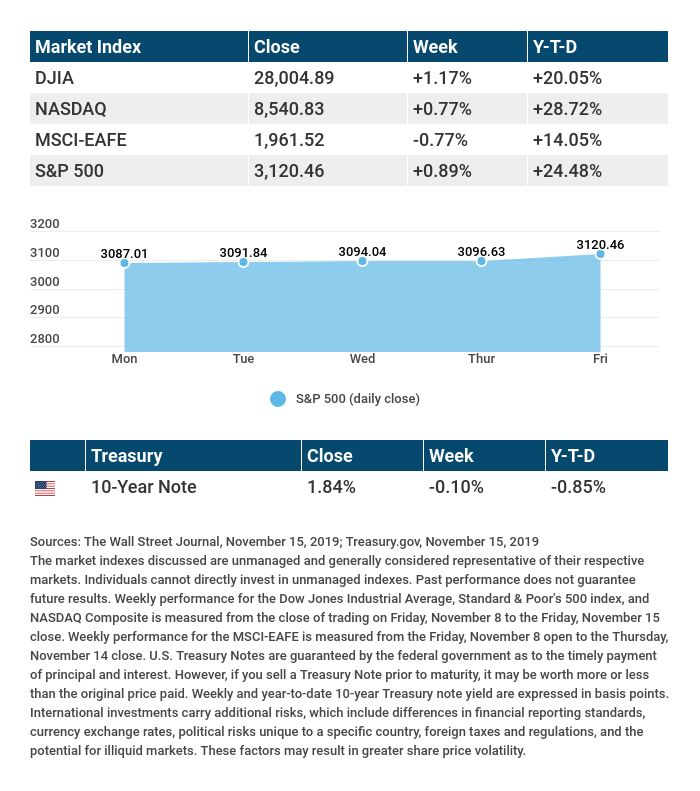 Market Index Close Week Y-T-D
DJIA 28,004.89 +1.17% +20.05%
NASDAQ 8,540.83 +0.77% +28.72%
MSCI-EAFE 1,961.52 -0.77% +14.05%
S&P 500 3,120.46 +0.89% +24.48%
3200
3100
3000
2900
2800
3087.01 3091.84 3094.04 3096.63 3120.46
Mon Tue Wed Thur Fri
S&P 500 (daily close)
Treasury Close Week Y-T-D
10-Year Note 1.84% -0.10% -0.85%
Sources: The Wall Street Journal, November 15, 2019; Treasury.gov, November 15, 2019
The market indexes discussed are unmanaged and generally considered representative of their respective
markets. Individuals cannot directly invest in unmanaged indexes. Past performance does not guarantee
future results. Weekly performance for the Dow Jones Industrial Average, Standard & Poor's 500 index, and
NASDAQ Composite is measured from the close of trading on Friday, November 8 to the Friday, November 15
close. Weekly performance for the MSCI-EAFE is measured from the Friday, November 8 open to the Thursday,
November 14 close. U.S. Treasury Notes are guaranteed by the federal government as to the timely payment
of principal and interest. However, if you sell a Treasury Note prior to maturity, it may be worth more or less
than the original price paid. Weekly and year-to-date 10-year Treasury note yield are expressed in basis points.
International investments carry additional risks, which include differences in financial reporting standards,
currency exchange rates, political risks unique to a specific country, foreign taxes and regulations, and the
potential for illiquid markets. These factors may result in greater share price volatility.